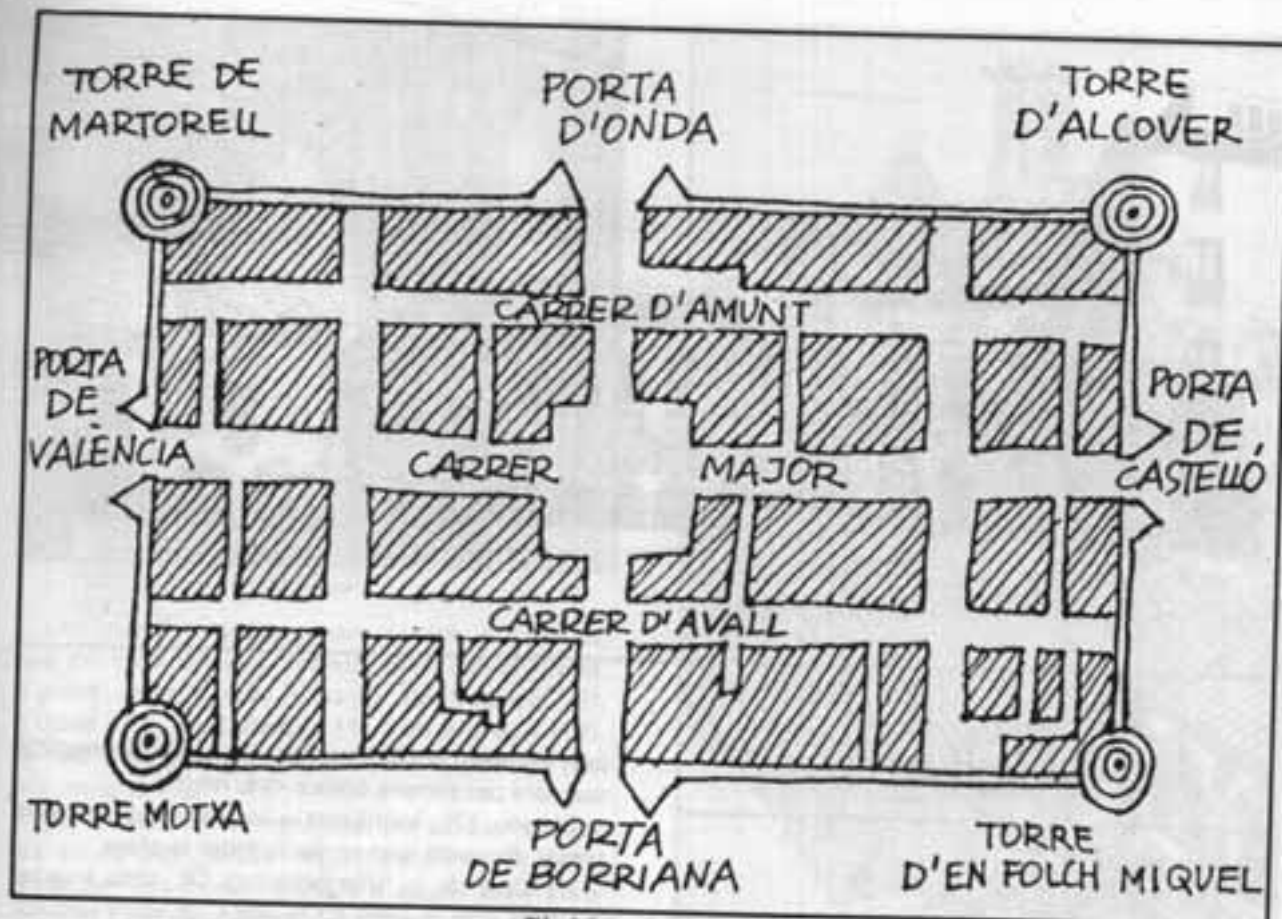 TORRE DE
MARTORELL
PORTA
D'ONDA
TORRE
D'ALCOVER
CARRER D'AMUNT
PORTA
DE
VALÈNCIA
CARRER MAJOR
PORTA
DE
CASTELLÓ
CARRER D'AVALL
TORRE MOTXA
PORTA
DE BORRIANA
TORRE
D'EN FOLCH MIQUEL